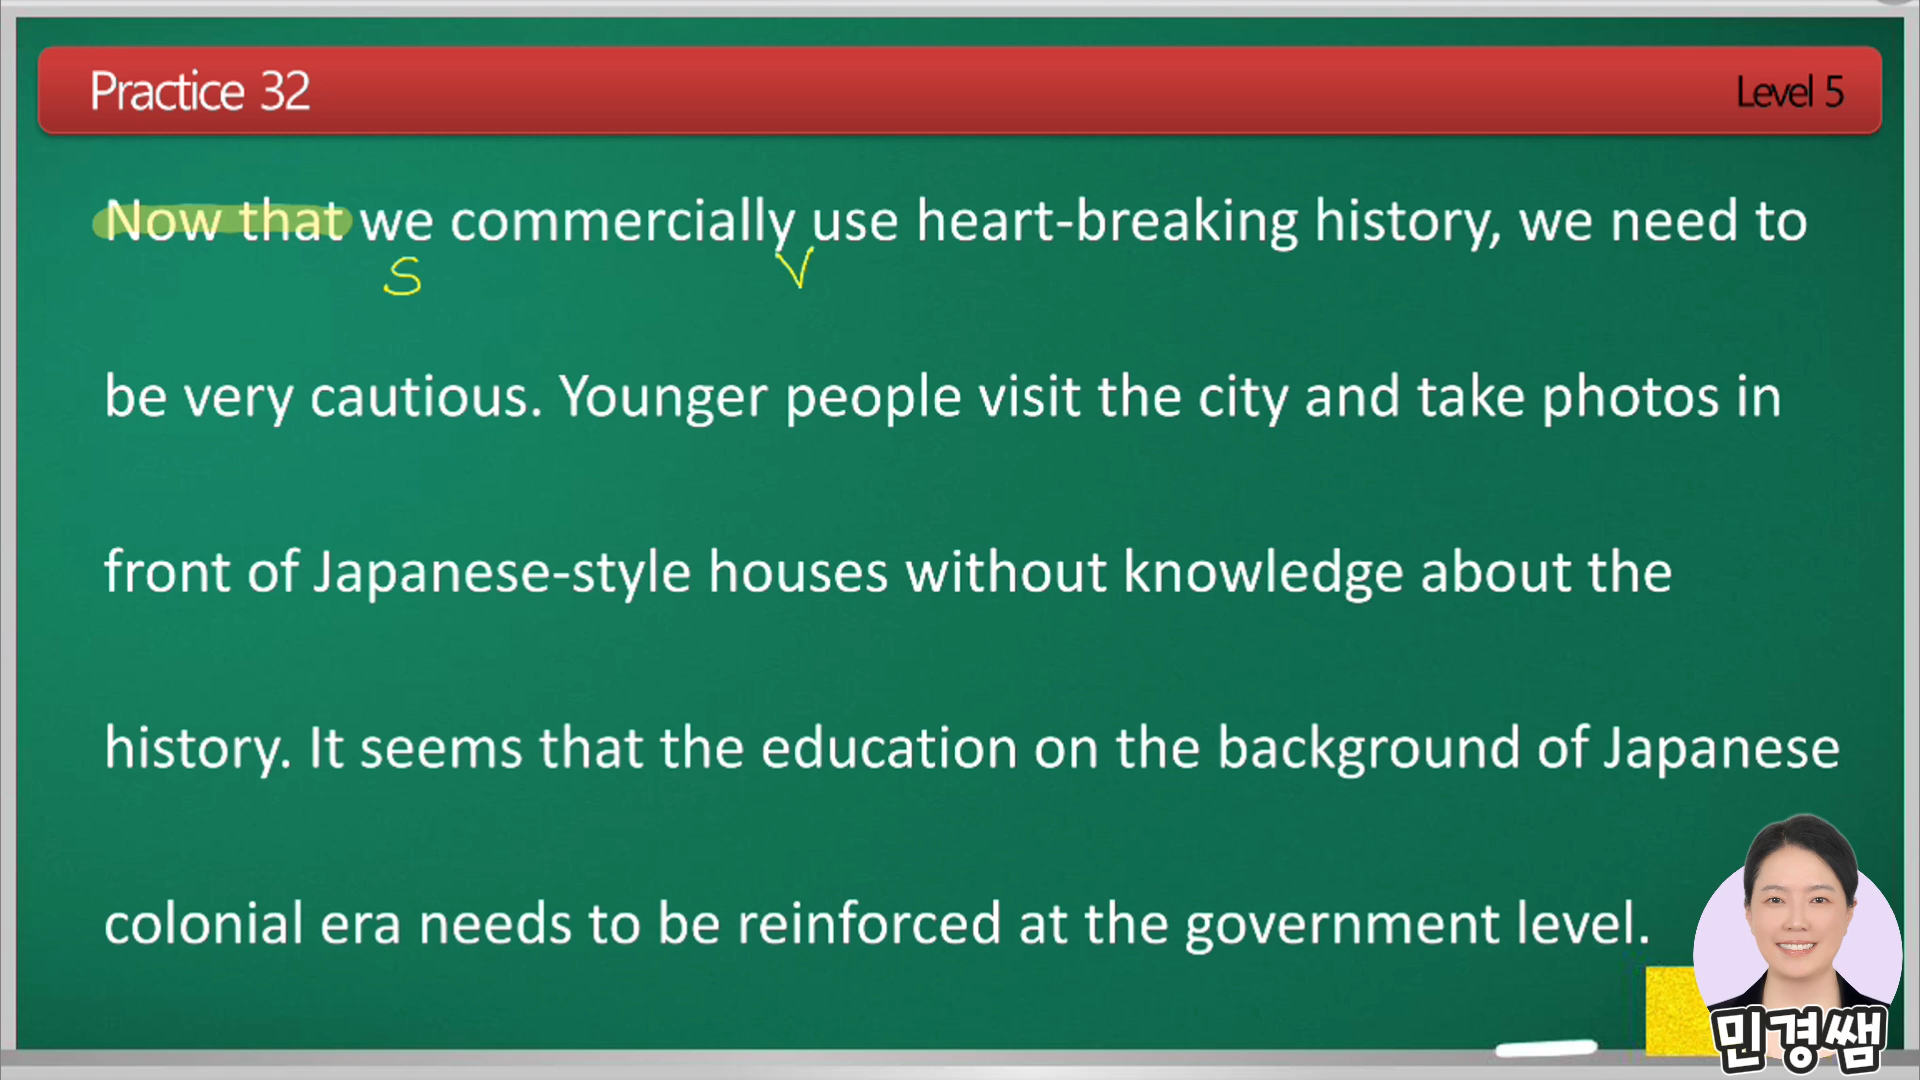 Practice 32
Level 5
Now that we commercially use heart-breaking history, we need to
S
V
be very cautious. Younger people visit the city and take photos in
front of Japanese-style houses without knowledge about the
history. It seems that the education on the background of Japanese
colonial era needs to be reinforced at the government level.
민경쌤